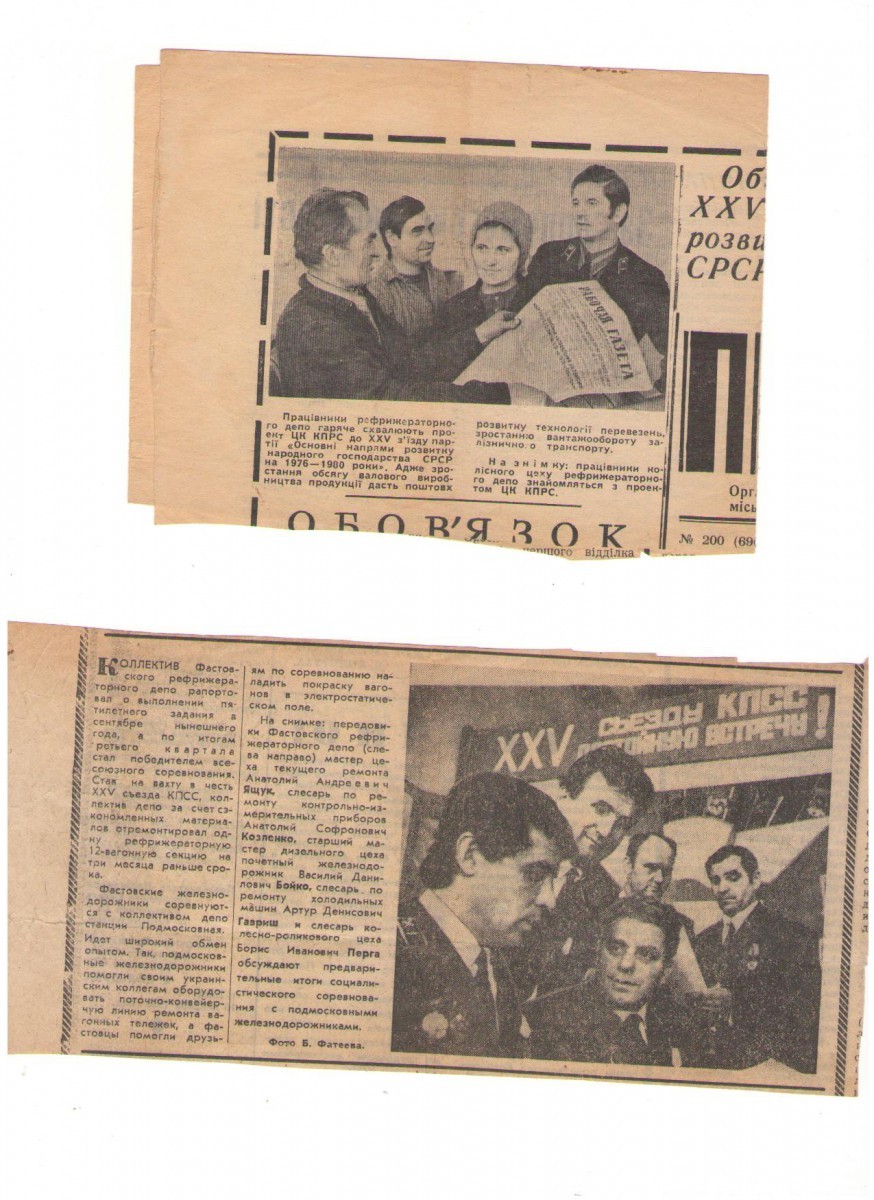 Об
XXV
розви
СРСР
РАБОЧАЯ ГАЗЕТА
Працівники рефрижераторно-
го депо гаряче схвалюють про-
ект ЦК КПРС до XXV з'їзду пар-
тії «Основні напрями розвитку
народного господарства СРСР
на 1976—1980 роки». Адже зро-
стання обсягу валового вироб-
ництва продукції дасть поштовх
розвитку технології перевезень,
зростанню вантажообороту за-
лізничного транспорту.
На знімку: працівники ко-
лісного цеху рефрижераторно-
го депо знайомляться з проек-
том ЦК КПРС.
П
Орг
місь
№ 200 (690
ОБОВ'ЯЗОК
першого відділка
КОЛЛЕКТИВ Фастов-
ского рефрижера-
торного депо рапорто-
вал о выполнении пя-
тилетнего задания в
сентябре нынешнего
года, а по итогам
третьего квартала
стал победителем все-
союзного соревнования.
Став на вахту в честь
XXV съезда КПСС, кол-
лектив депо за счет сэ-
кономленных материа-
лов отремонтировал од-
ну рефрижераторную
12-вагонную секцию на
три месяца раньше сро-
ка.
Фастовские железно-
дорожники соревнуют-
ся с коллективом депо
станции Подмосковная.
Идет широкий обмен
опытом. Так, подмосков-
ные железнодорожники
помогли своим украин-
ским коллегам оборудо-
вать поточно-конвейер-
ную линию ремонта ва-
гонных тележек, а фа-
стовцы помогли друзь-
ям по соревнованию на-
ладить покраску ваго-
нов в электростатиче-
ском поле.
На снимке: передови-
ки Фастовского рефри-
жераторного депо (сле-
ва направо) мастер це-
ха текущего ремонта
Анатолий Андреевич
Ящук, слесарь по ре-
монту контрольно-из-
мерительных приборов
Анатолий Софронович
Козленко, старший ма-
стер дизельного цеха
почетный железнодо-
рожник Василий Дани-
лович Бойко, слесарь по
ремонту холодильных
машин Артур Денисович
Гавриш и слесарь ко-
лесно-роликового цеха
Борис Иванович Перга
обсуждают предвари-
тельные итоги социали-
стического соревнова-
ния с подмосковными
железнодорожниками.
Фото Б. Фатеева.
XXV СЪЕЗДУ КПСС
ДОСТОЙНУЮ ВСТРЕЧУ!